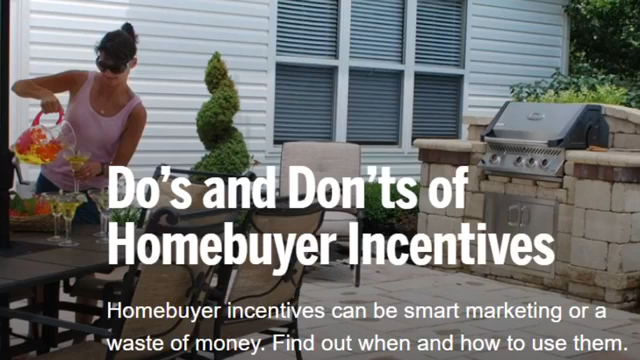 Do's and Don'ts of
Homebuyer Incentives
Homebuyer incentives can be smart marketing or a
waste of money. Find out when and how to use them.